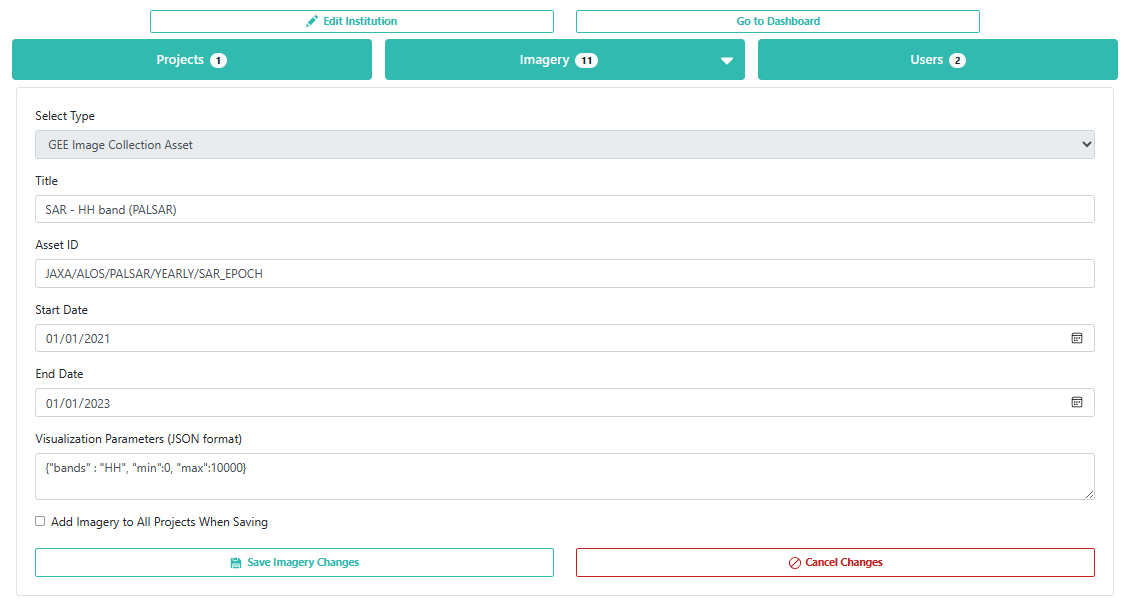 Edit Institution
Go to Dashboard
Projects 1
Imagery 11
Users 2
Select Type
GEE Image Collection Asset
Title
SAR - HH band (PALSAR)
Asset ID
JAXA/ALOS/PALSAR/YEARLY/SAR_EPOCH
Start Date
01/01/2021
End Date
01/01/2023
Visualization Parameters (JSON format)
{"bands" : "HH", "min":0, "max":10000}
Add Imagery to All Projects When Saving
Save Imagery Changes
Cancel Changes